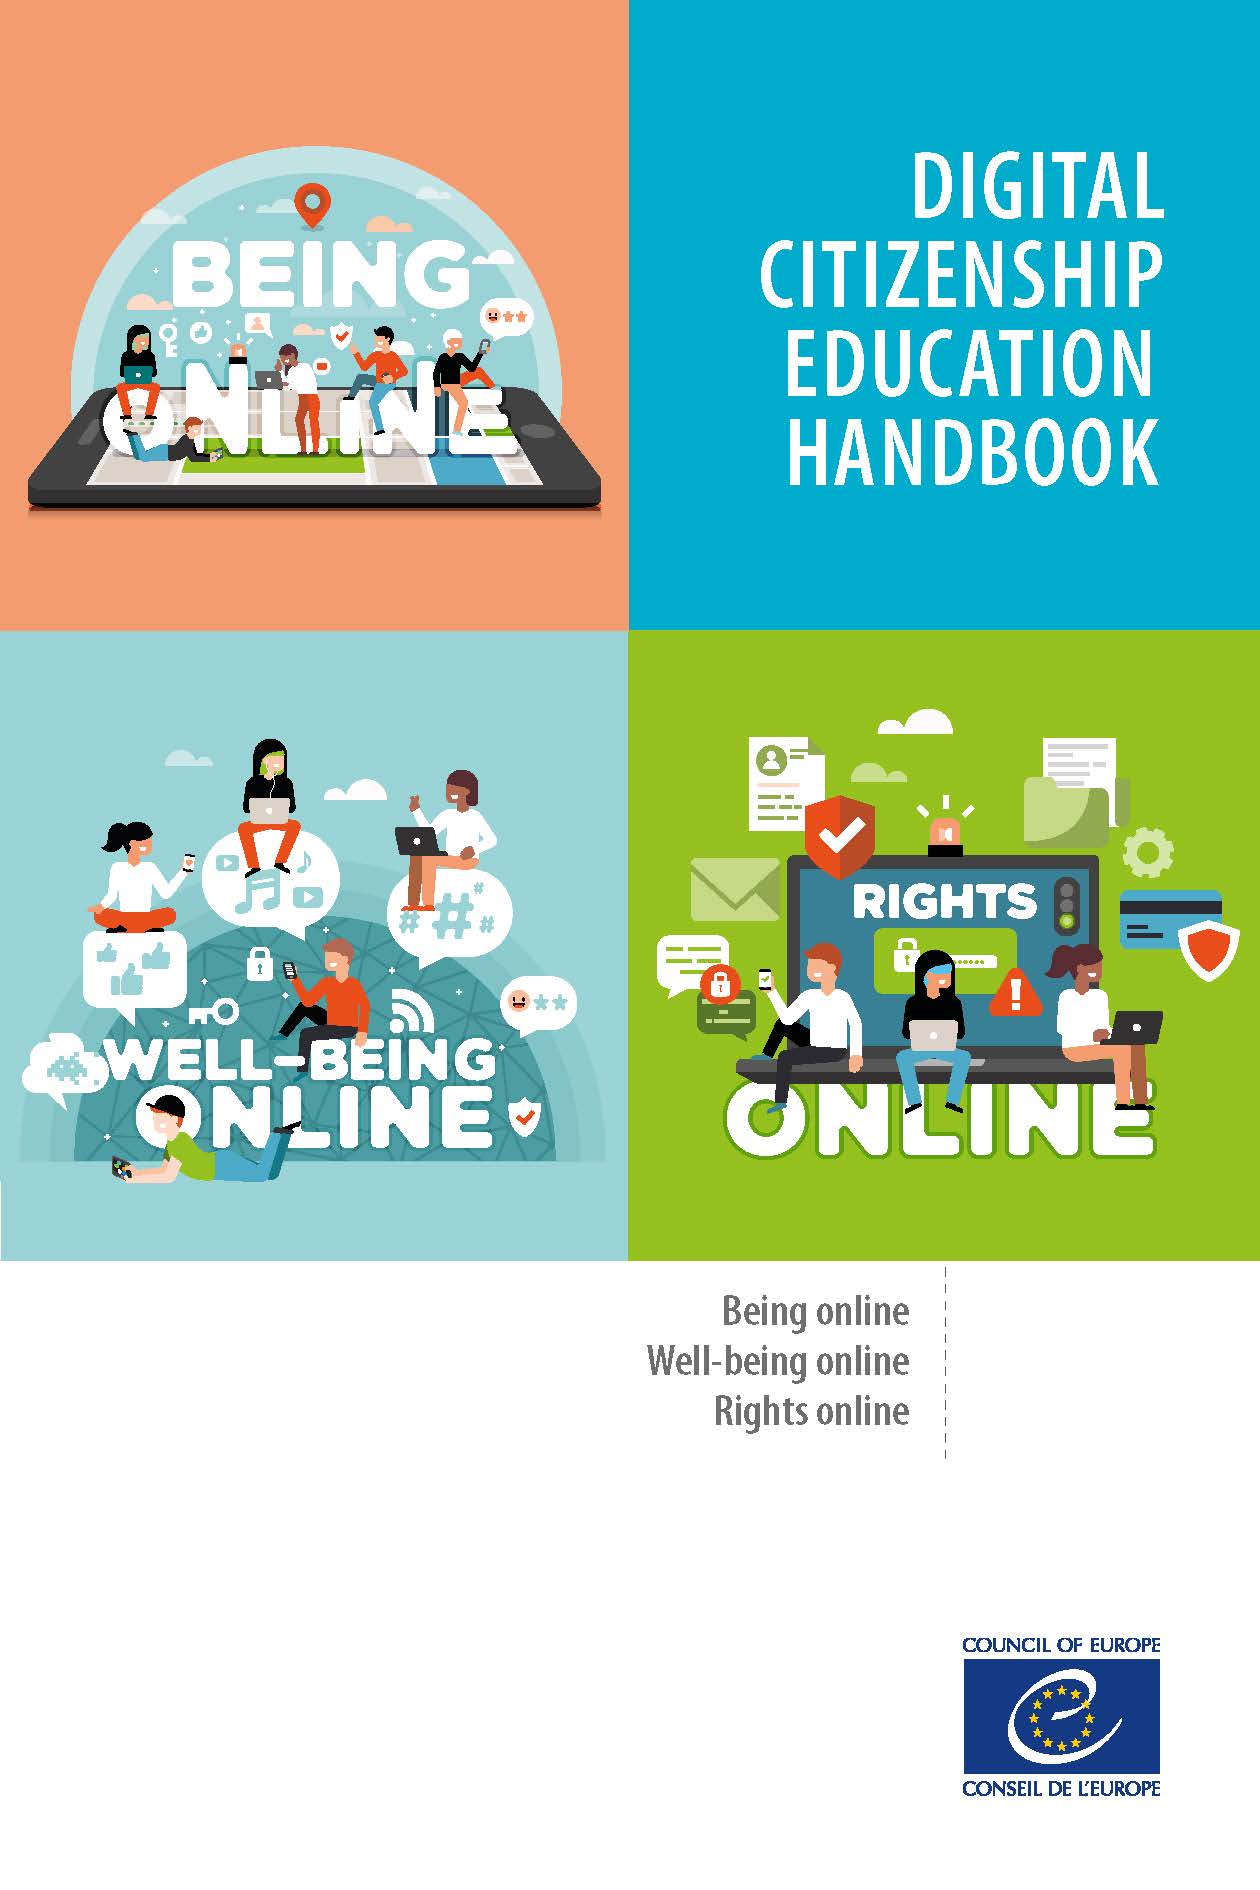 BEING
ONLINE
DIGITAL
CITIZENSHIP
EDUCATION
HANDBOOK
WELL-BEING
ONLINE
RIGHTS
ONLINE
Being online
Well-being online
Rights online
COUNCIL OF EUROPE
CONSEIL DE L'EUROPE